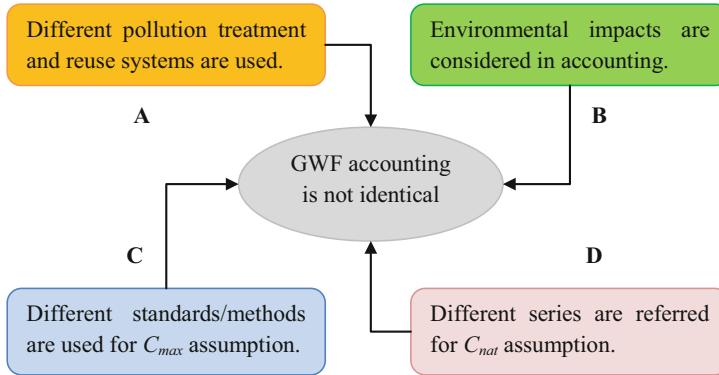 Different pollution treatment
and reuse systems are used.
Environmental impacts are
considered in accounting.
A
B
GWF accounting
is not identical
C
D
Different standards/methods
are used for Cmax assumption.
Different series are referred
for Cnat assumption.